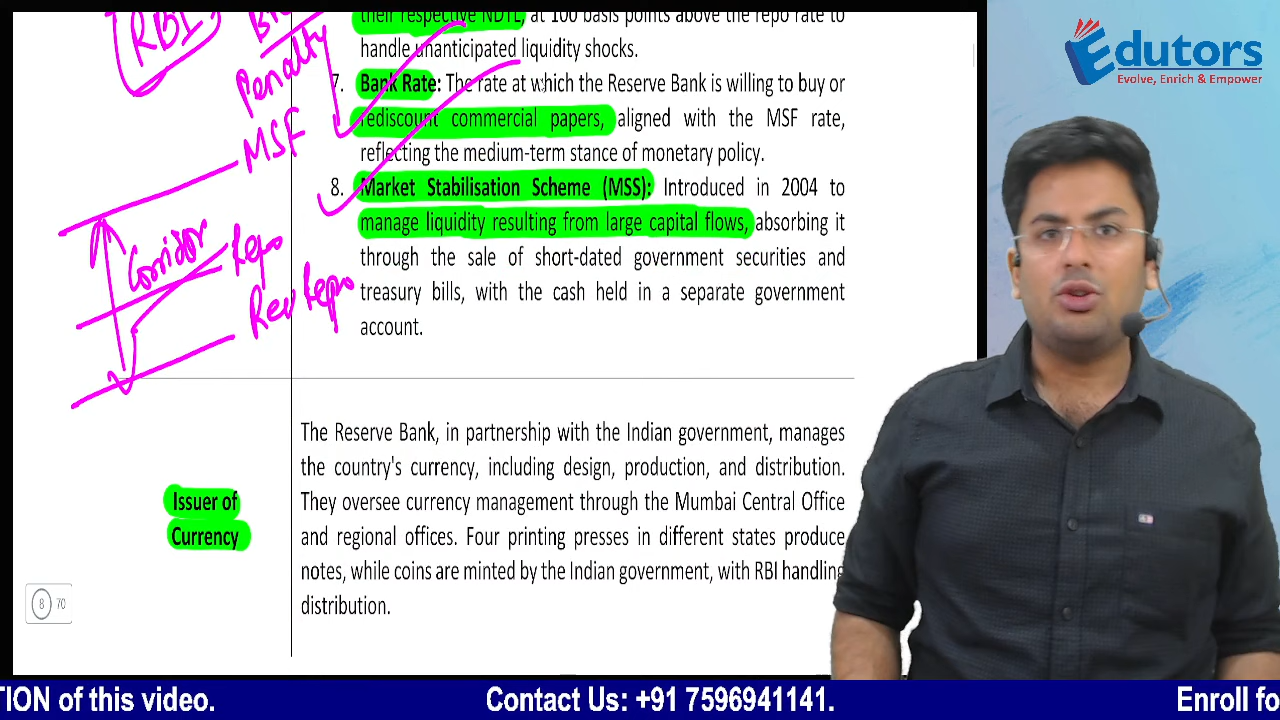 RBI
Penalty
MSF
Corridor
Repo
Rev Repo
their respective NDTL, at 100 basis points above the repo rate to
handle unanticipated liquidity shocks.
7. Bank Rate: The rate at which the Reserve Bank is willing to buy or
rediscount commercial papers, aligned with the MSF rate,
reflecting the medium-term stance of monetary policy.
8. Market Stabilisation Scheme (MSS): Introduced in 2004 to
manage liquidity resulting from large capital flows, absorbing it
through the sale of short-dated government securities and
treasury bills, with the cash held in a separate government
account.
Issuer of
Currency
The Reserve Bank, in partnership with the Indian government, manages
the country's currency, including design, production, and distribution.
They oversee currency management through the Mumbai Central Office
and regional offices. Four printing presses in different states produce
notes, while coins are minted by the Indian government, with RBI handling
distribution.
8 70
Edutors
Evolve, Enrich & Empower
TION of this video. Contact Us: +91 7596941141. Enroll fo